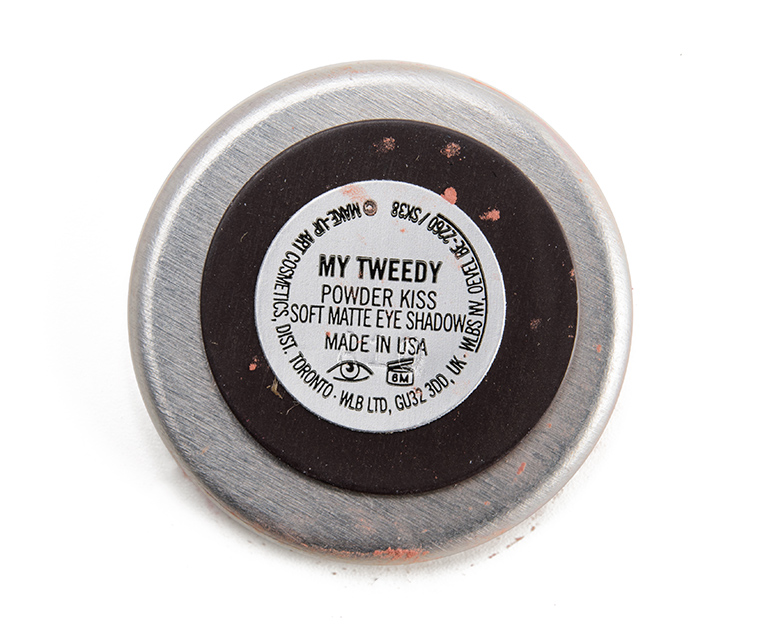 MY TWEEDY
POWDER KISS
SOFT MATTE EYE SHADOW
MADE IN USA
6M
MAKE-UP ART COSMETICS, DIST. TORONTO · WLB LTD, GU32 3DD, UK · WLBS NV, OEVEL BE-2260 / SK38